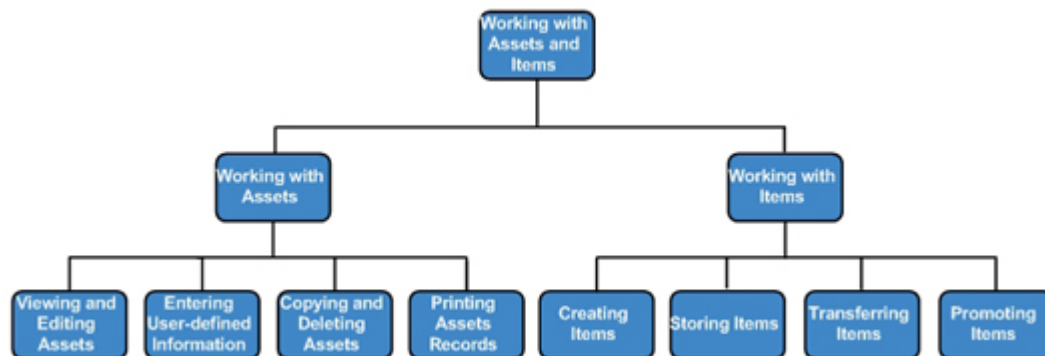 Working with
Assets and
Items
Working with
Assets
Working with
Items
Viewing and
Editing
Assets
Entering
User-defined
Information
Copying and
Deleting
Assets
Printing
Assets
Records
Creating
Items
Storing Items
Transferring
Items
Promoting
Items